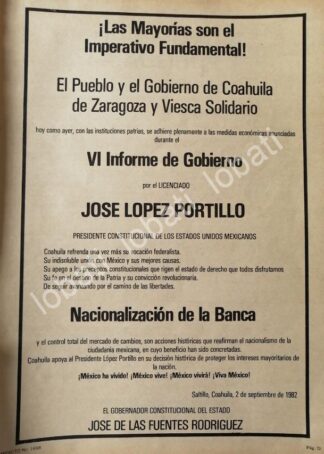 ¡Las Mayorías son el
Imperativo Fundamental!
El Pueblo y el Gobierno de Coahuila
de Zaragoza y Viesca Solidario
hoy como ayer, con las instituciones patrias, se adhiere plenamente a las medidas económicas anunciadas
durante el
VI Informe de Gobierno
por el LICENCIADO
JOSE LOPEZ PORTILLO
PRESIDENTE CONSTITUCIONAL DE LOS ESTADOS UNIDOS MEXICANOS
Coahuila refrenda una vez más su vocación federalista.
Su indisoluble unión con México y sus mejores causas.
Su apego a los preceptos constitucionales que rigen el estado de derecho que todos disfrutamos
Su fe en el destino de la Patria y su convicción revolucionaria.
De seguir avanzando por el camino de las libertades.
Nacionalización de la Banca
y el control total del mercado de cambios, son acciones históricas que reafirman el nacionalismo de la
ciudadanía mexicana, en cuyo beneficio han sido concretadas.
Coahuila apoya al Presidente López Portillo en su decisión histórica de proteger los intereses mayoritarios de
la nación.
¡México ha vivido! ¡México vive! ¡México vivirá! ¡Viva México!
Saltillo, Coahuila, 2 de septiembre de 1982
EL GOBERNADOR CONSTITUCIONAL DEL ESTADO
JOSE DE LAS FUENTES RODRIGUEZ
lobati lobati lobati